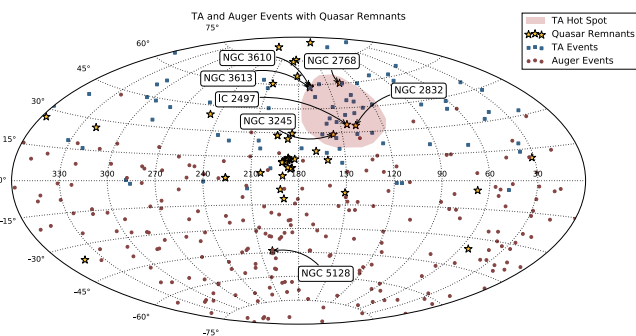 TA and Auger Events with Quasar Remnants
TA Hot Spot
Quasar Remnants
TA Events
Auger Events
75°
60°
45°
30°
15°
0°
−15°
−30°
−45°
−60°
−75°
330 300 270 240 210 180 150 120 90 60 30
NGC 3610
NGC 2768
NGC 3613
IC 2497
NGC 2832
NGC 3245
NGC 5128